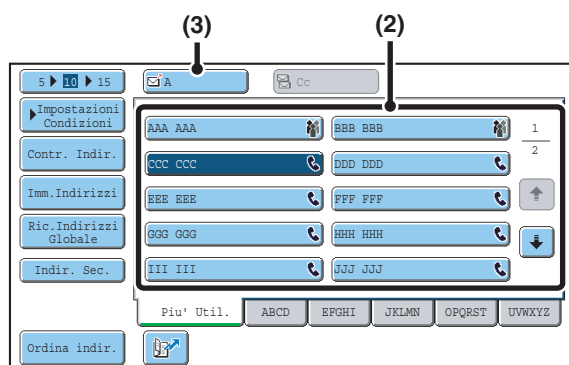 (3) (2)
5 10 15 A Cc
Impostazioni
Condizioni
AAA AAA BBB BBB 1
Contr. Indir. CCC CCC DDD DDD 2
Imm.Indirizzi EEE EEE FFF FFF
Ric.Indirizzi
Globale
GGG GGG HHH HHH
Indir. Sec. III III JJJ JJJ
Piu' Util. ABCD EFGHI JKLMN OPQRST UVWXYZ
Ordina indir.